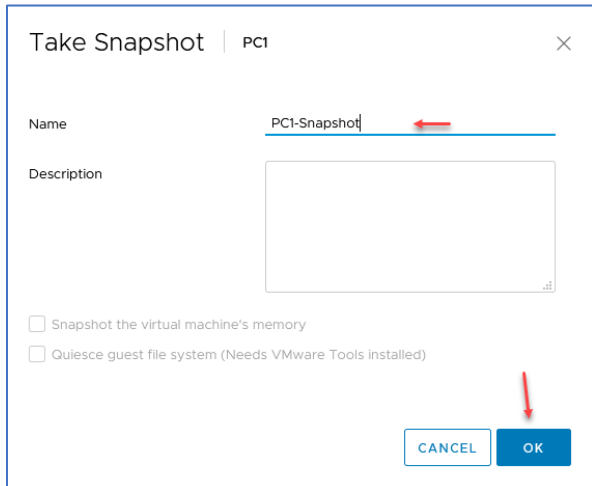 Take Snapshot PC1
Name PC1-Snapshot
Description
Snapshot the virtual machine's memory
Quiesce guest file system (Needs VMware Tools installed)
CANCEL OK